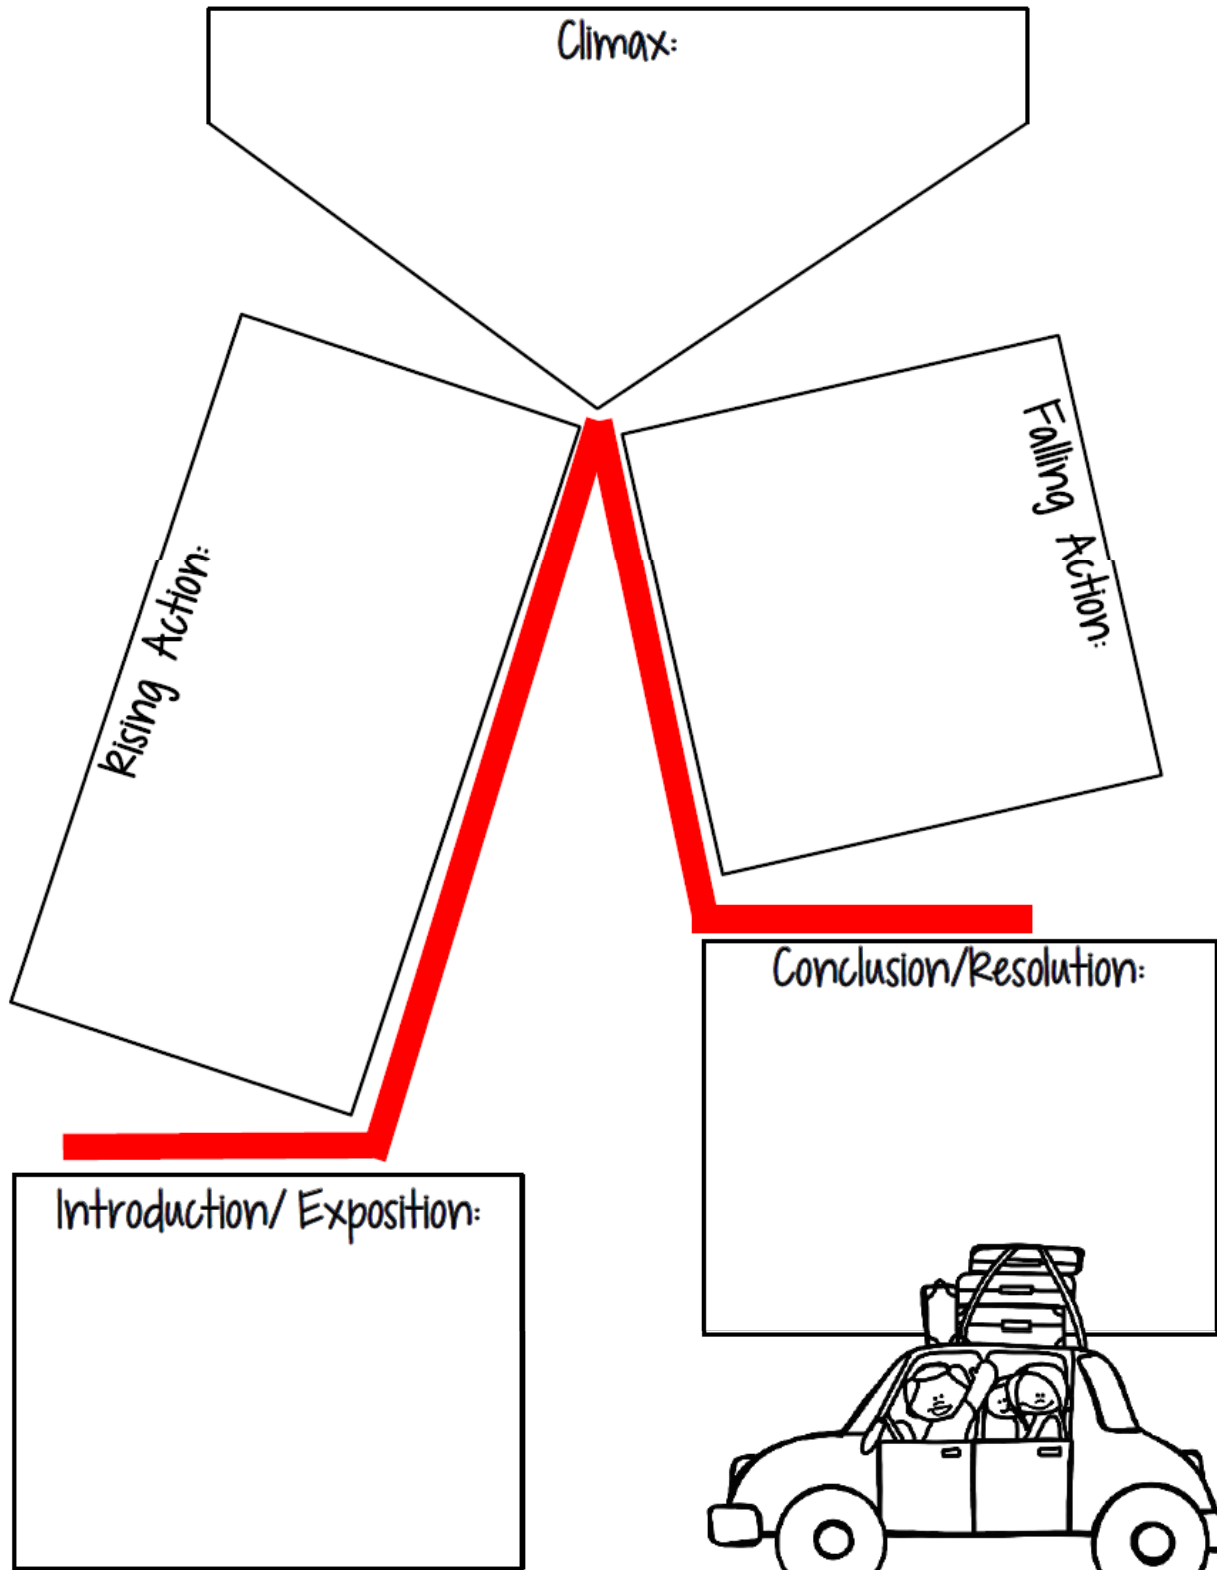 Climax:
Rising Action:
Falling Action:
Conclusion/Resolution:
Introduction/ Exposition: